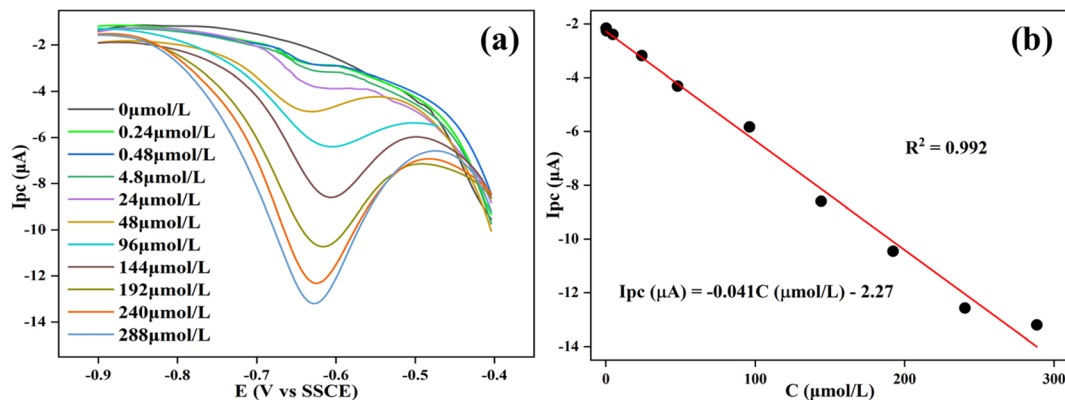 (a)
-2
-4
-6
-8
-10
-12
-14
Ipc (µA)
0µmol/L
0.24µmol/L
0.48µmol/L
4.8µmol/L
24µmol/L
48µmol/L
96µmol/L
144µmol/L
192µmol/L
240µmol/L
288µmol/L
-0.9 -0.8 -0.7 -0.6 -0.5 -0.4
E (V vs SSCE)
(b)
-2
-4
-6
-8
-10
-12
-14
Ipc (µA)
R² = 0.992
Ipc (µA) = -0.041C (µmol/L) - 2.27
0 100 200 300
C (µmol/L)